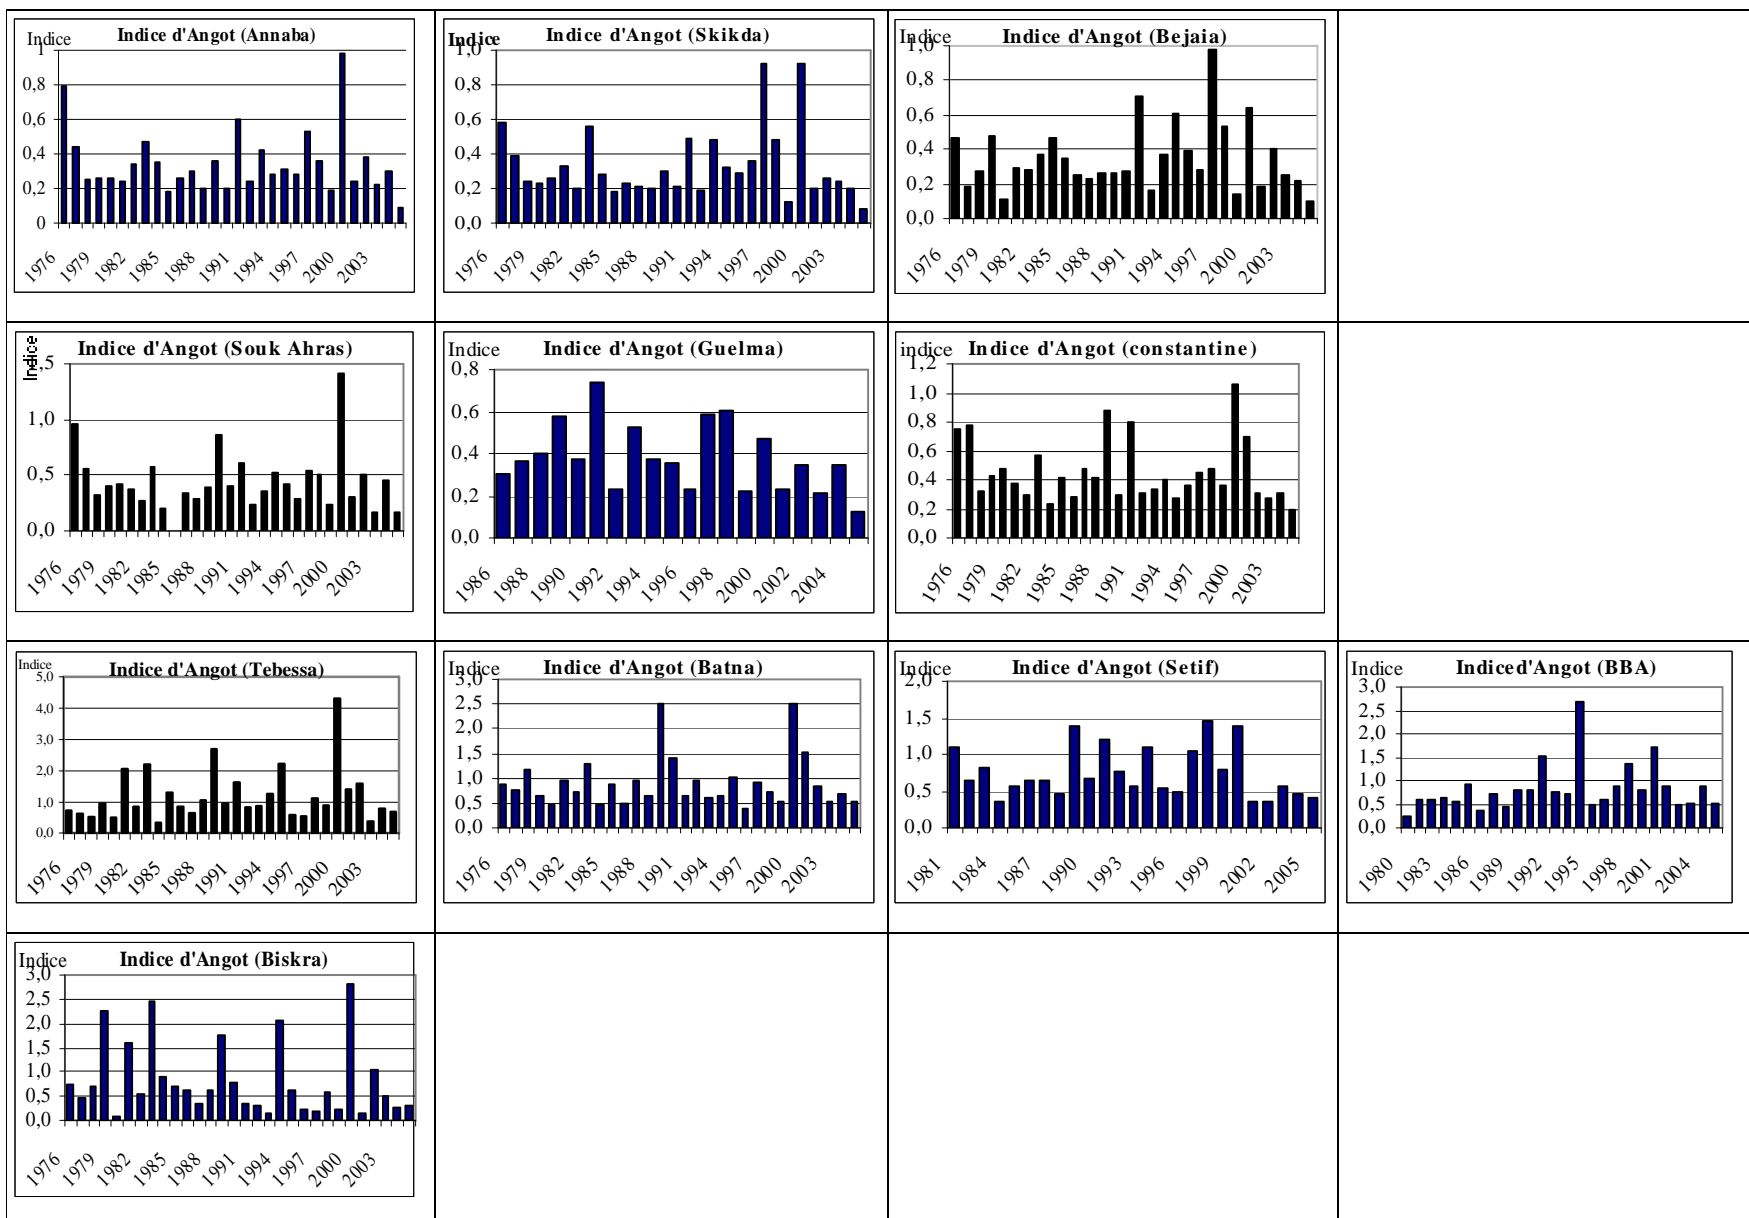 Indice d'Angot (Annaba)
Indice
1
0,8
0,6
0,4
0,2
0
1976 1979 1982 1985 1988 1991 1994 1997 2000 2003
Indice d'Angot (Skikda)
Indice
1,0
0,8
0,6
0,4
0,2
0,0
1976 1979 1982 1985 1988 1991 1994 1997 2000 2003
Indice d'Angot (Bejaia)
Indice
1,0
0,8
0,6
0,4
0,2
0,0
1976 1979 1982 1985 1988 1991 1994 1997 2000 2003
Indice d'Angot (Souk Ahras)
Indice
1,5
1,0
0,5
0,0
1976 1979 1982 1985 1988 1991 1994 1997 2000 2003
Indice d'Angot (Guelma)
Indice
0,8
0,6
0,4
0,2
0,0
1986 1988 1990 1992 1994 1996 1998 2000 2002 2004
Indice d'Angot (constantine)
indice
1,2
1,0
0,8
0,6
0,4
0,2
0,0
1976 1979 1982 1985 1988 1991 1994 1997 2000 2003
Indice d'Angot (Tebessa)
Indice
5,0
4,0
3,0
2,0
1,0
0,0
1976 1979 1982 1985 1988 1991 1994 1997 2000 2003
Indice d'Angot (Batna)
Indice
3,0
2,5
2,0
1,5
1,0
0,5
0,0
1976 1979 1982 1985 1988 1991 1994 1997 2000 2003
Indice d'Angot (Setif)
Indice
2,0
1,5
1,0
0,5
0,0
1981 1984 1987 1990 1993 1996 1999 2002 2005
Indiced'Angot (BBA)
Indice
3,0
2,5
2,0
1,5
1,0
0,5
0,0
1980 1983 1986 1989 1992 1995 1998 2001 2004
Indice d'Angot (Biskra)
Indice
3,0
2,5
2,0
1,5
1,0
0,5
0,0
1976 1979 1982 1985 1988 1991 1994 1997 2000 2003